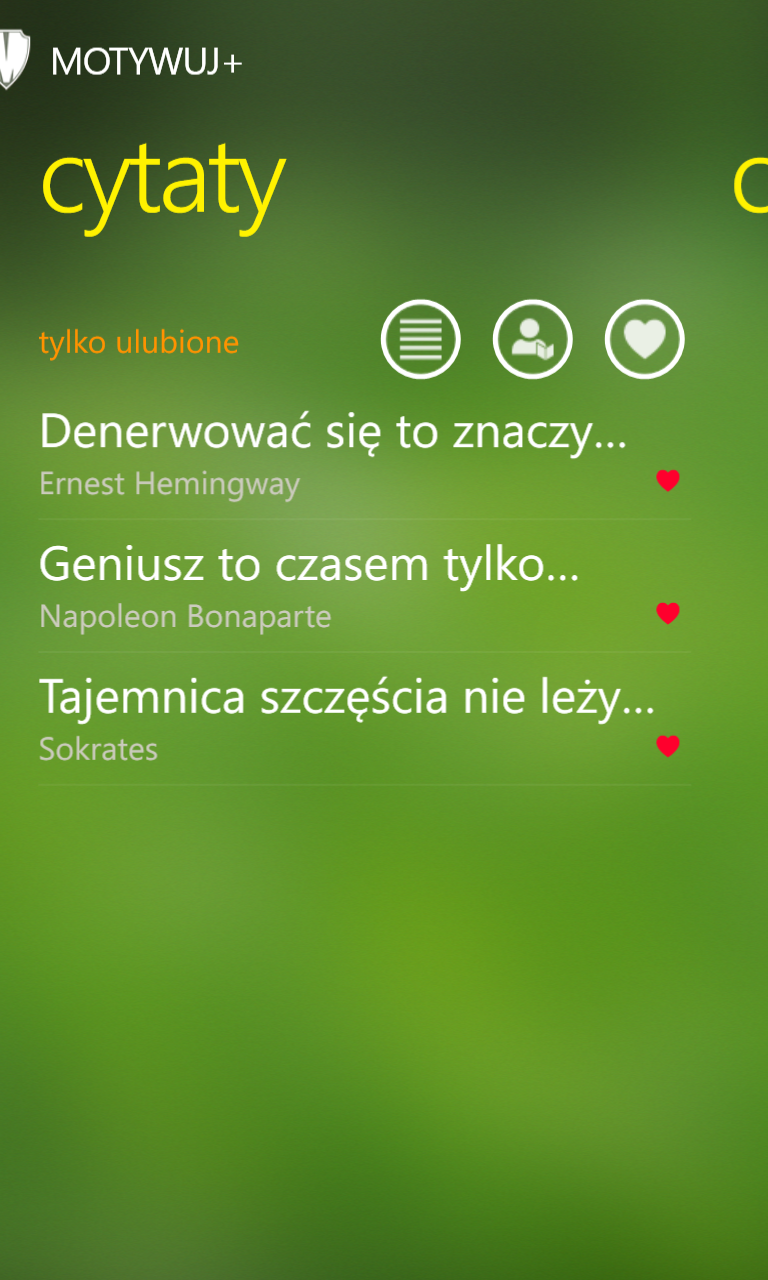 MOTYWUJ+
cytaty
tylko ulubione
Denerwować się to znaczy...
Ernest Hemingway
Geniusz to czasem tylko...
Napoleon Bonaparte
Tajemnica szczęścia nie leży...
Sokrates